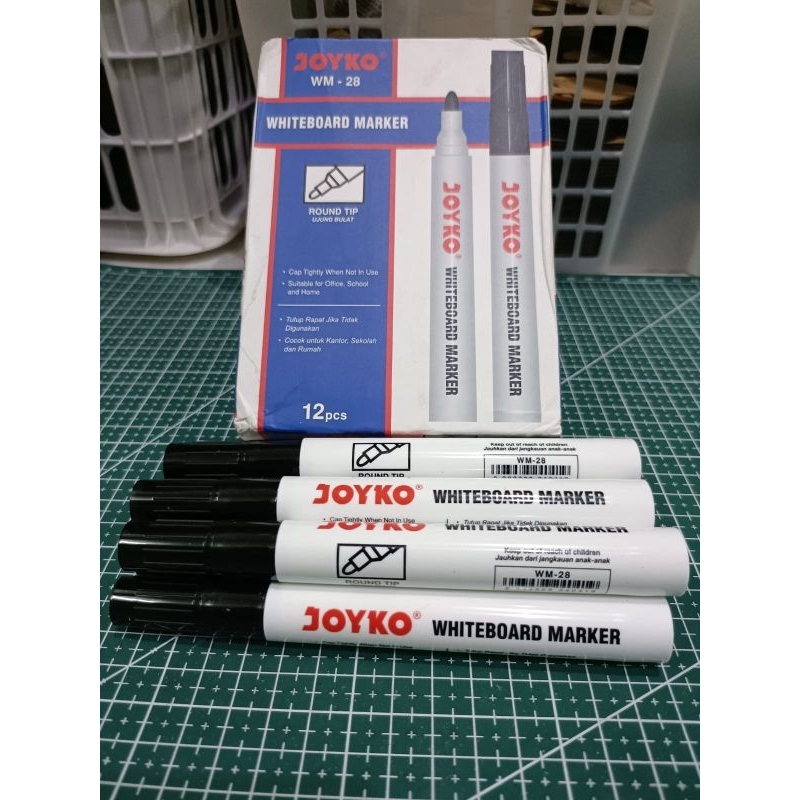 JOYKO®
WM - 28
WHITEBOARD MARKER
ROUND TIP
UJUNG BULAT
• Cap Tightly When Not In Use
• Suitable for Office, School
and Home
• Tutup Rapat Jika Tidak
Digunakan
• Cocok untuk Kantor, Sekolah
dan Rumah
12pcs
JOYKO
WHITEBOARD MARKER
JOYKO
WHITEBOARD MARKER
ROUND TIP
Keep out of reach of children
Jauhkan dari jangkauan anak-anak
WM-28
JOYKO® WHITEBOARD MARKER
• Cap Tightly When Not In Use
• Tutup Rapat Jika Tidak Digunakan
JOYKO WHITEBOARD MARKER
ROUND TIP
Keep out of reach of children
Jauhkan dari jangkauan anak-anak
WM-28
JOYKO® WHITEBOARD MARKER